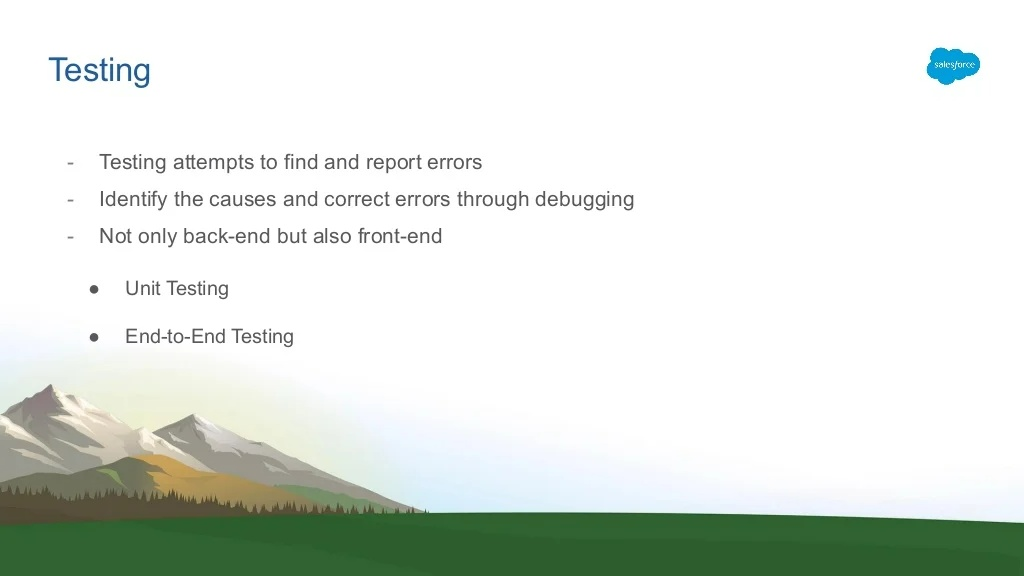 Testing
salesforce
- Testing attempts to find and report errors
- Identify the causes and correct errors through debugging
- Not only back-end but also front-end
● Unit Testing
● End-to-End Testing